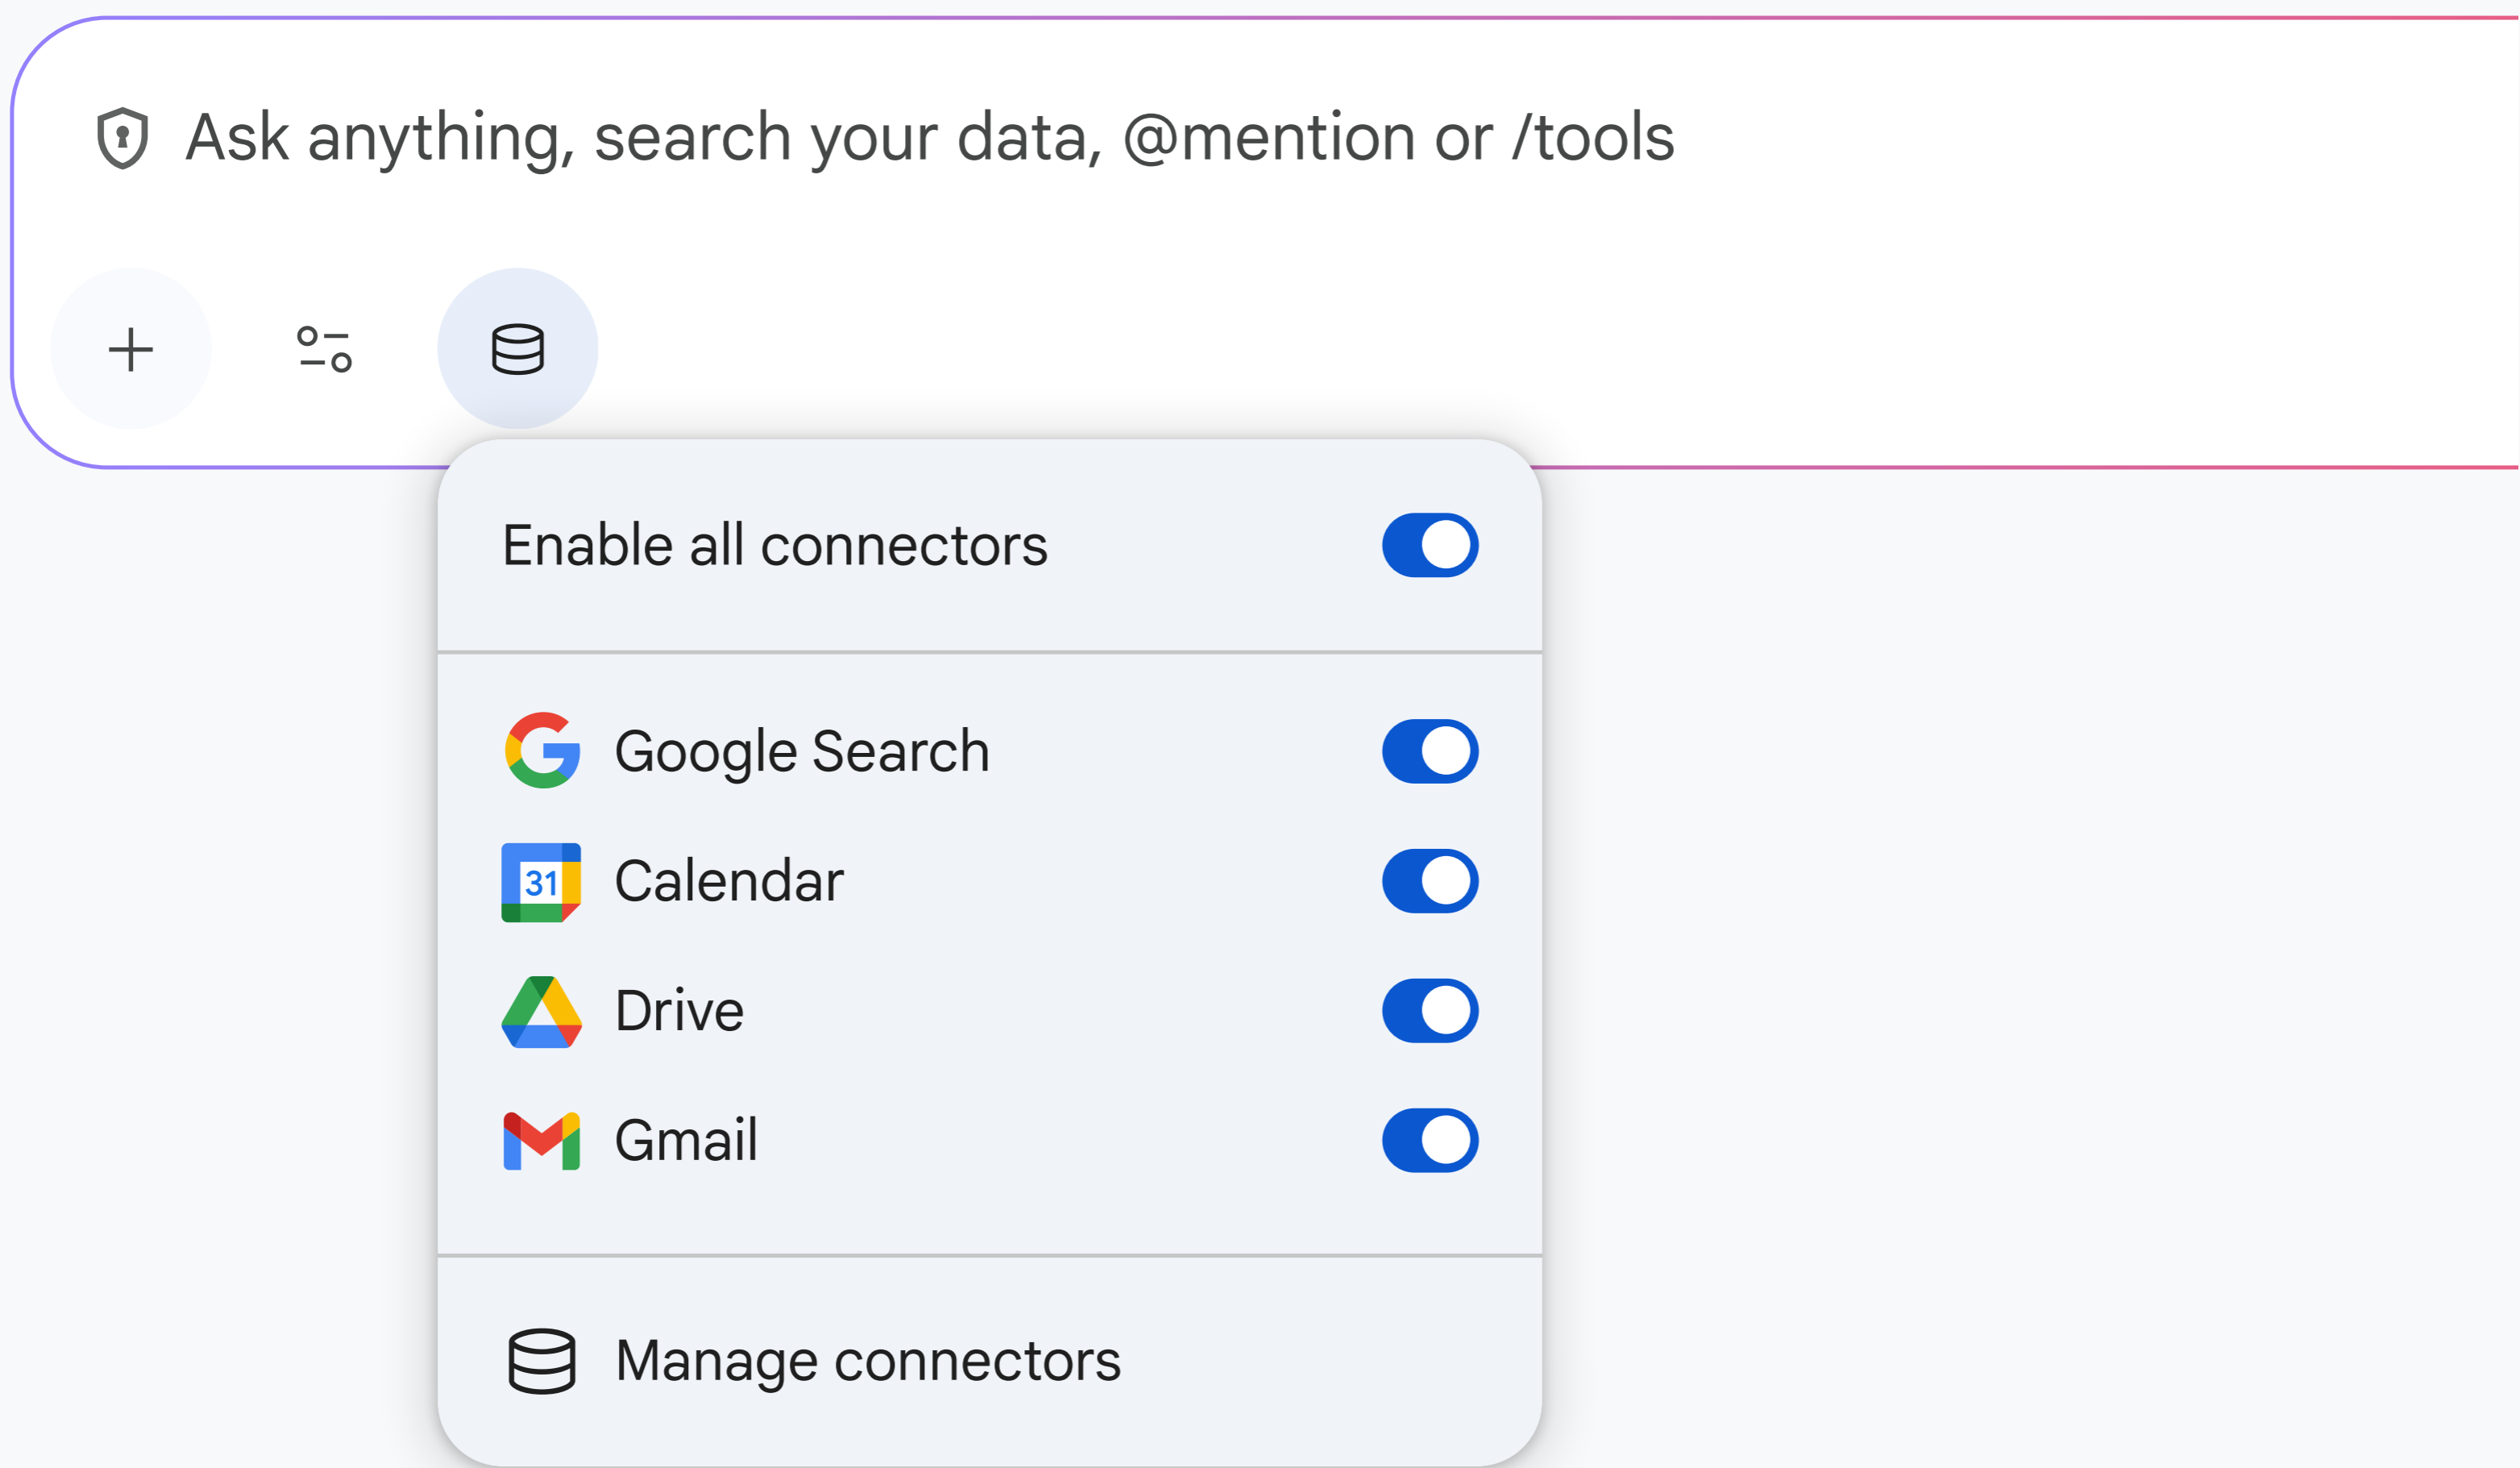 Ask anything, search your data, @mention or /tools
Enable all connectors
Google Search
31
Calendar
Drive
Gmail
Manage connectors